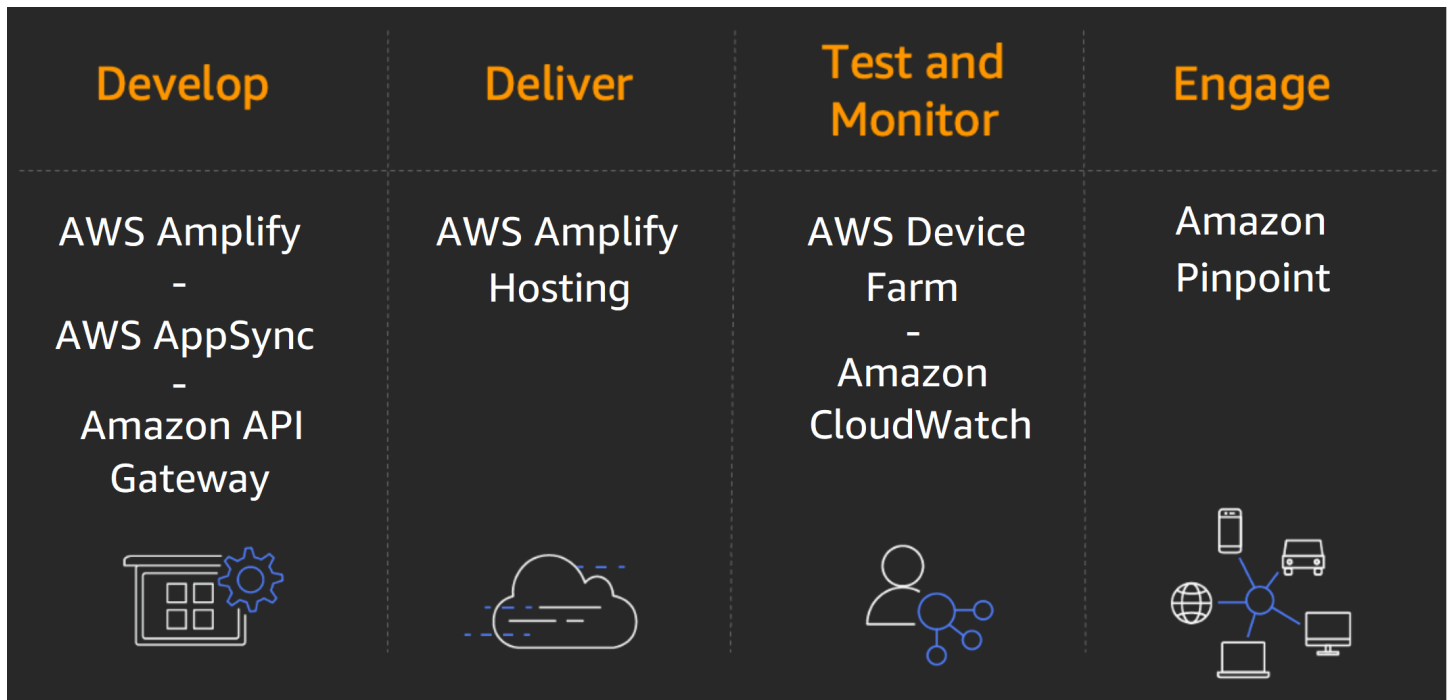 Develop
Deliver
Test and
Monitor
Engage
AWS Amplify
-
AWS AppSync
-
Amazon API
Gateway
AWS Amplify
Hosting
AWS Device
Farm
-
Amazon
CloudWatch
Amazon
Pinpoint